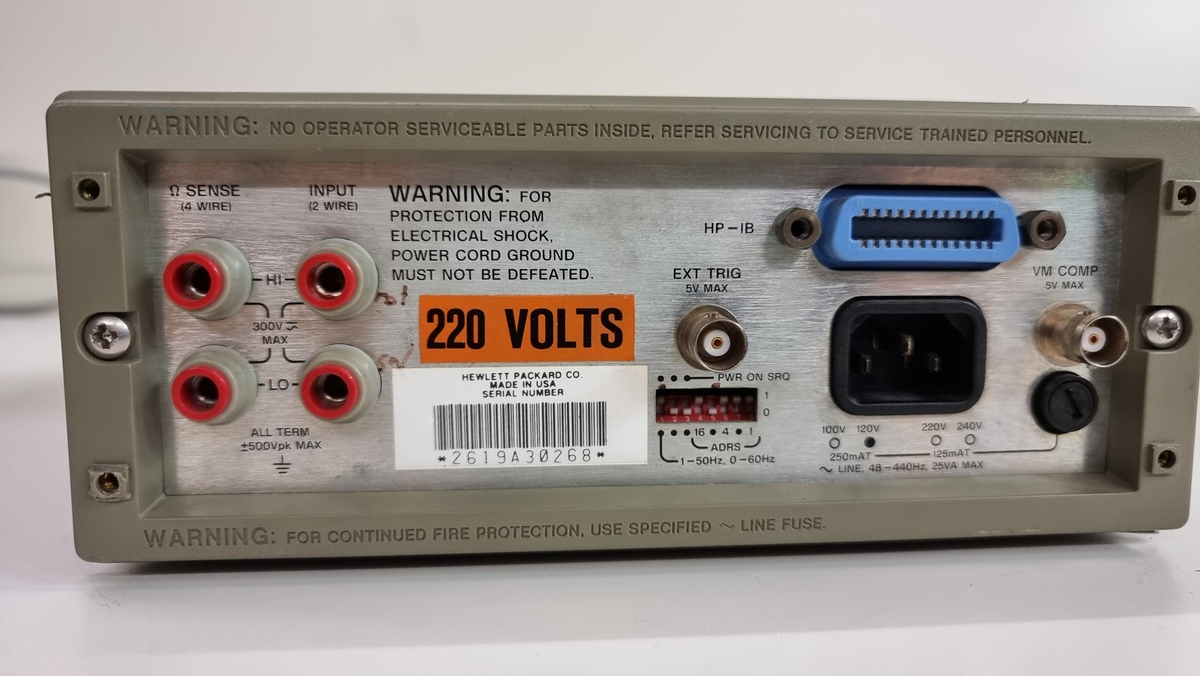 WARNING: NO OPERATOR SERVICEABLE PARTS INSIDE, REFER SERVICING TO SERVICE TRAINED PERSONNEL.
Ω SENSE
(4 WIRE)
INPUT
(2 WIRE)
HI
300V ⎓
MAX
LO
ALL TERM
±500Vpk MAX
WARNING: FOR
PROTECTION FROM
ELECTRICAL SHOCK,
POWER CORD GROUND
MUST NOT BE DEFEATED.
220 VOLTS
HEWLETT PACKARD CO.
MADE IN USA
SERIAL NUMBER
*2619A30268*
HP-IB
EXT TRIG
5V MAX
PWR ON SRQ
1
0
16 4 1
ADRS
1-50Hz, 0-60Hz
VM COMP
5V MAX
100V 120V 220V 240V
250mAT 125mAT
~ LINE, 48-440Hz, 25VA MAX
WARNING: FOR CONTINUED FIRE PROTECTION, USE SPECIFIED ~ LINE FUSE.